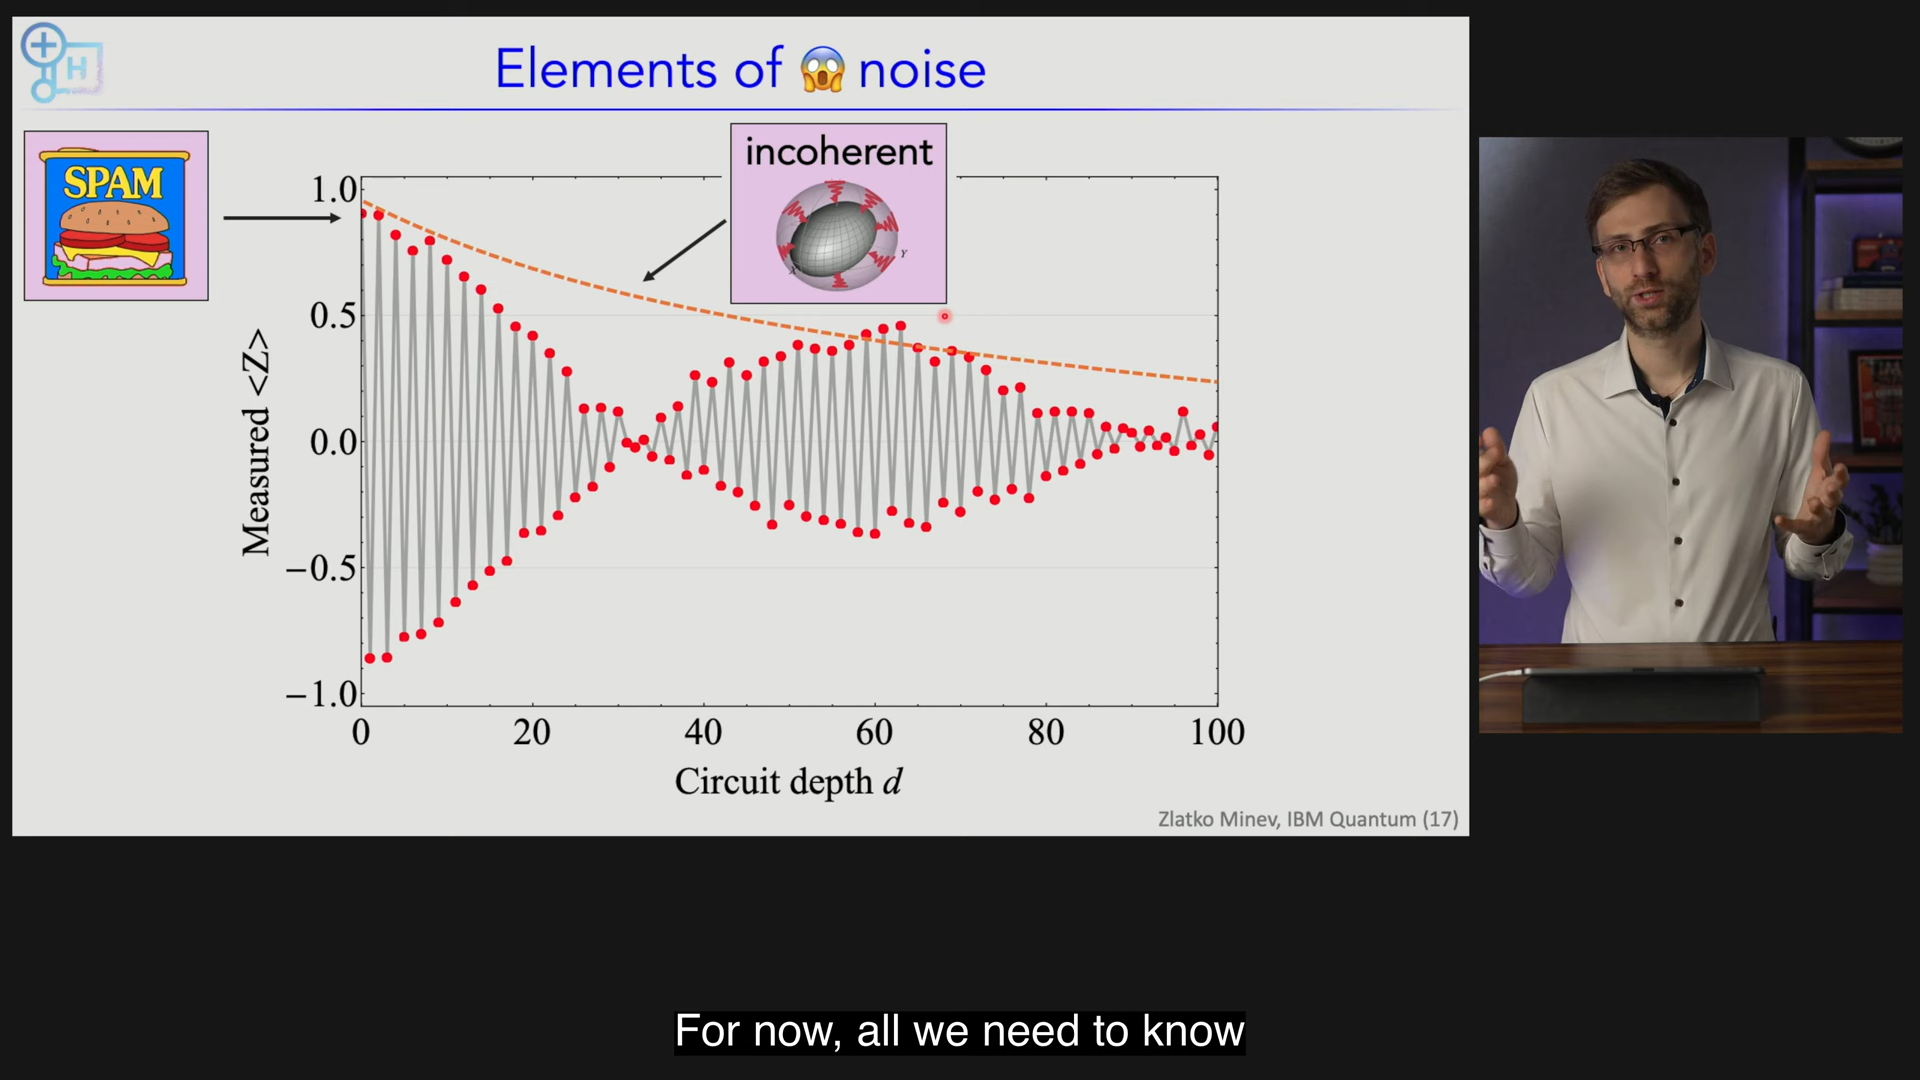 H
Elements of 😱 noise
SPAM
incoherent
X
Y
1.0
0.5
0.0
−0.5
−1.0
Measured <Z>
0 20 40 60 80 100
Circuit depth d
Zlatko Minev, IBM Quantum (17)
For now, all we need to know